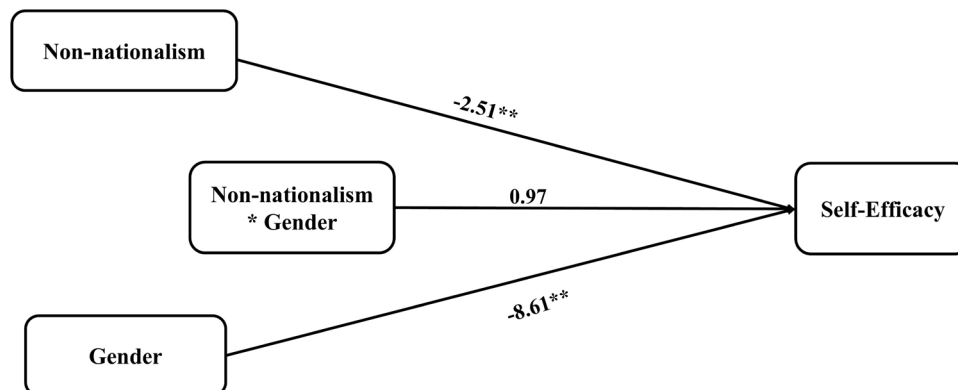 Non-nationalism
-2.51**
Non-nationalism
* Gender
0.97
Self-Efficacy
-8.61**
Gender